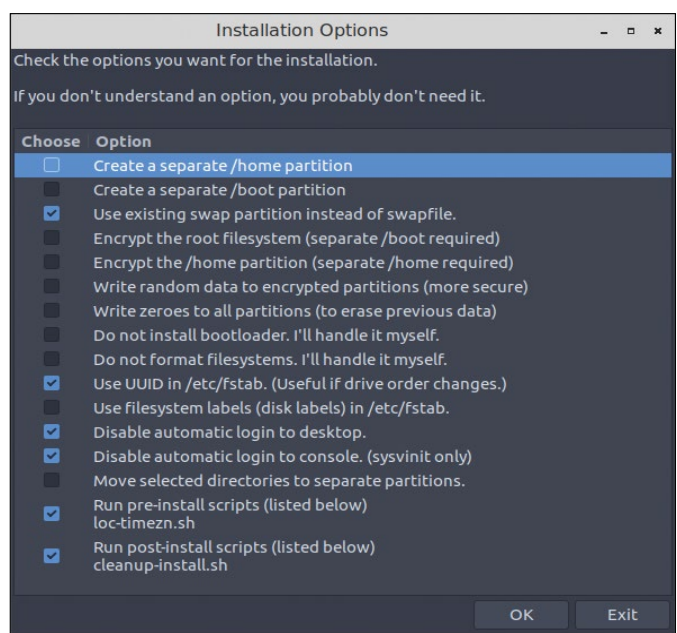 Installation Options
Check the options you want for the installation.
If you don't understand an option, you probably don't need it.
Choose Option
Create a separate /home partition
Create a separate /boot partition
Use existing swap partition instead of swapfile.
Encrypt the root filesystem (separate /boot required)
Encrypt the /home partition (separate /home required)
Write random data to encrypted partitions (more secure)
Write zeroes to all partitions (to erase previous data)
Do not install bootloader. I'll handle it myself.
Do not format filesystems. I'll handle it myself.
Use UUID in /etc/fstab. (Useful if drive order changes.)
Use filesystem labels (disk labels) in /etc/fstab.
Disable automatic login to desktop.
Disable automatic login to console. (sysvinit only)
Move selected directories to separate partitions.
Run pre-install scripts (listed below)
loc-timezn.sh
Run post-install scripts (listed below)
cleanup-install.sh
OK Exit